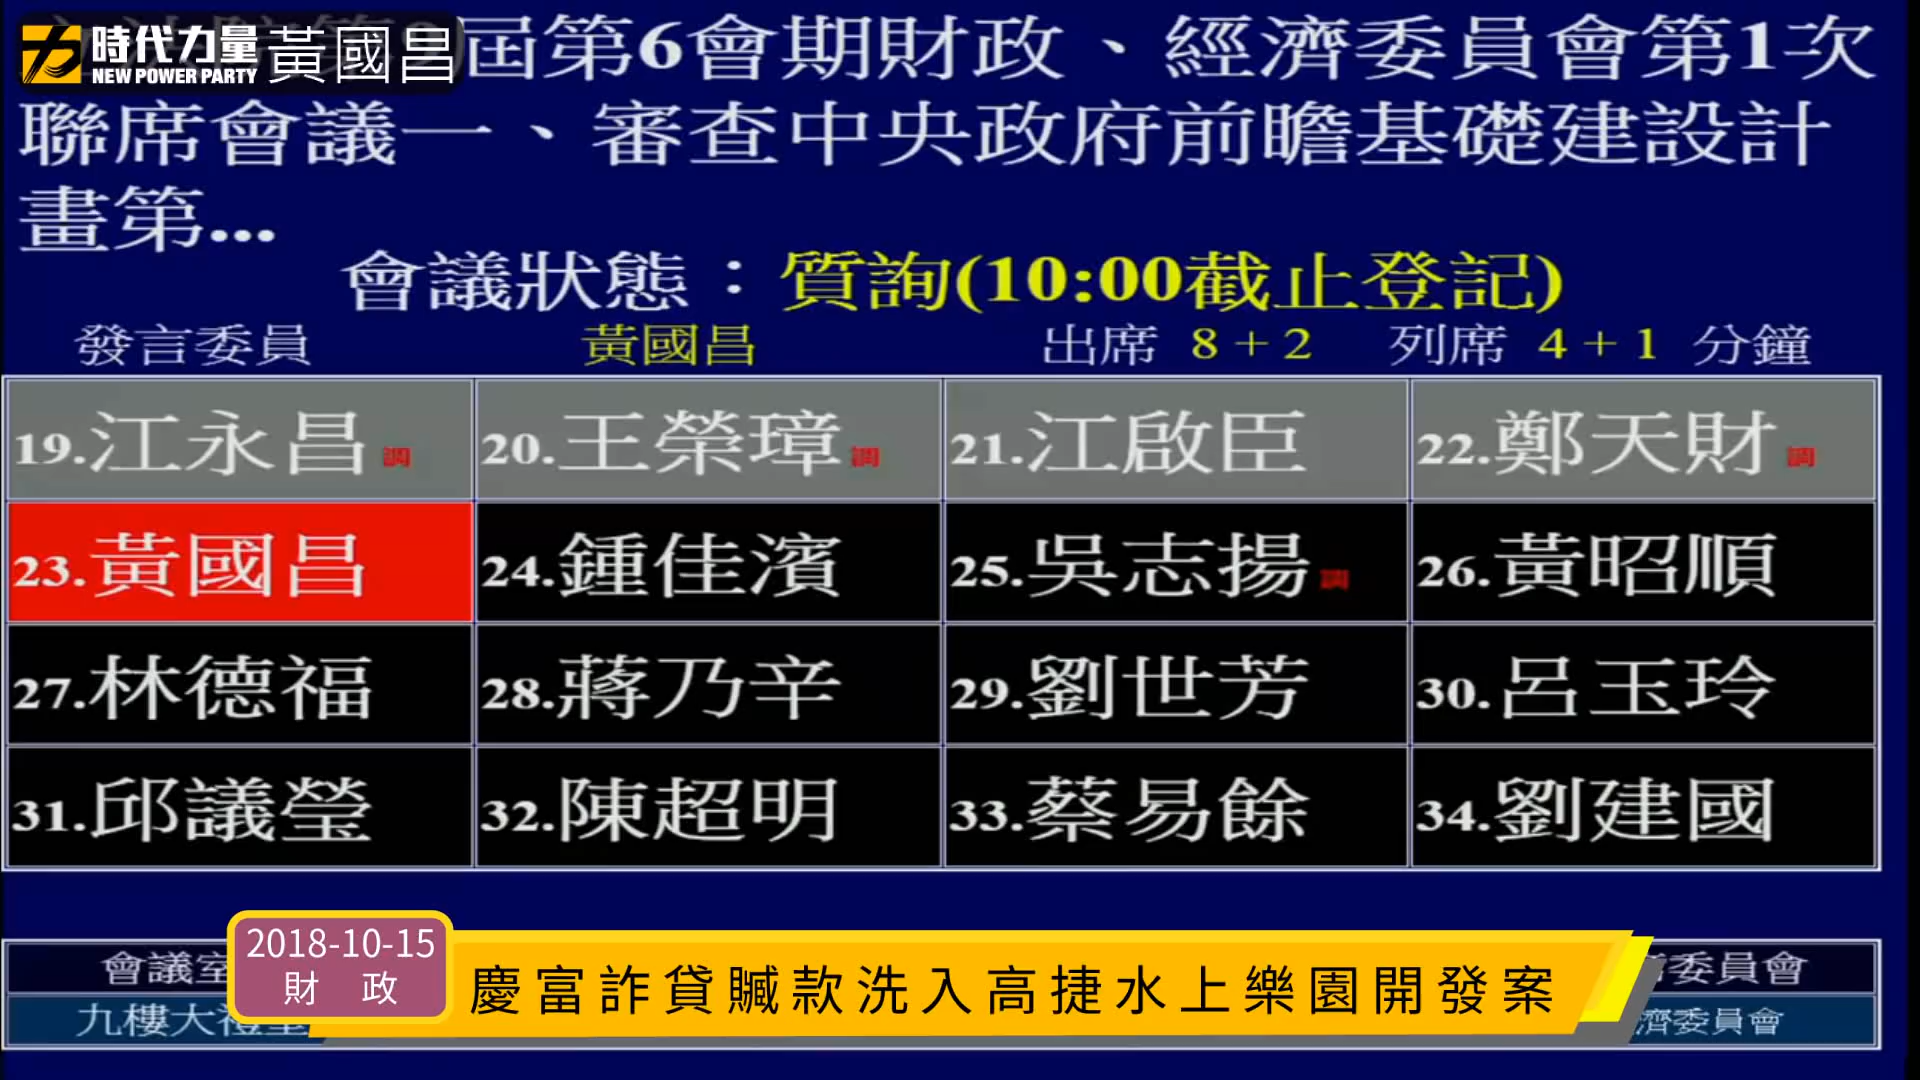 時代力量
NEW POWER PARTY
黃國昌
屆第6會期財政、經濟委員會第1次
聯席會議一、審查中央政府前瞻基礎建設計
畫第...
會議狀態：質詢(10:00截止登記)
發言委員 黃國昌 出席 8+2 列席 4+1 分鐘
19.江永昌 調 20.王榮璋 調 21.江啟臣 22.鄭天財 調
23.黃國昌 24.鍾佳濱 25.吳志揚 調 26.黃昭順
27.林德福 28.蔣乃辛 29.劉世芳 30.呂玉玲
31.邱議瑩 32.陳超明 33.蔡易餘 34.劉建國
會議室 委員會
九樓大禮堂 濟委員會
2018-10-15
財 政
慶富詐貸贓款洗入高捷水上樂園開發案